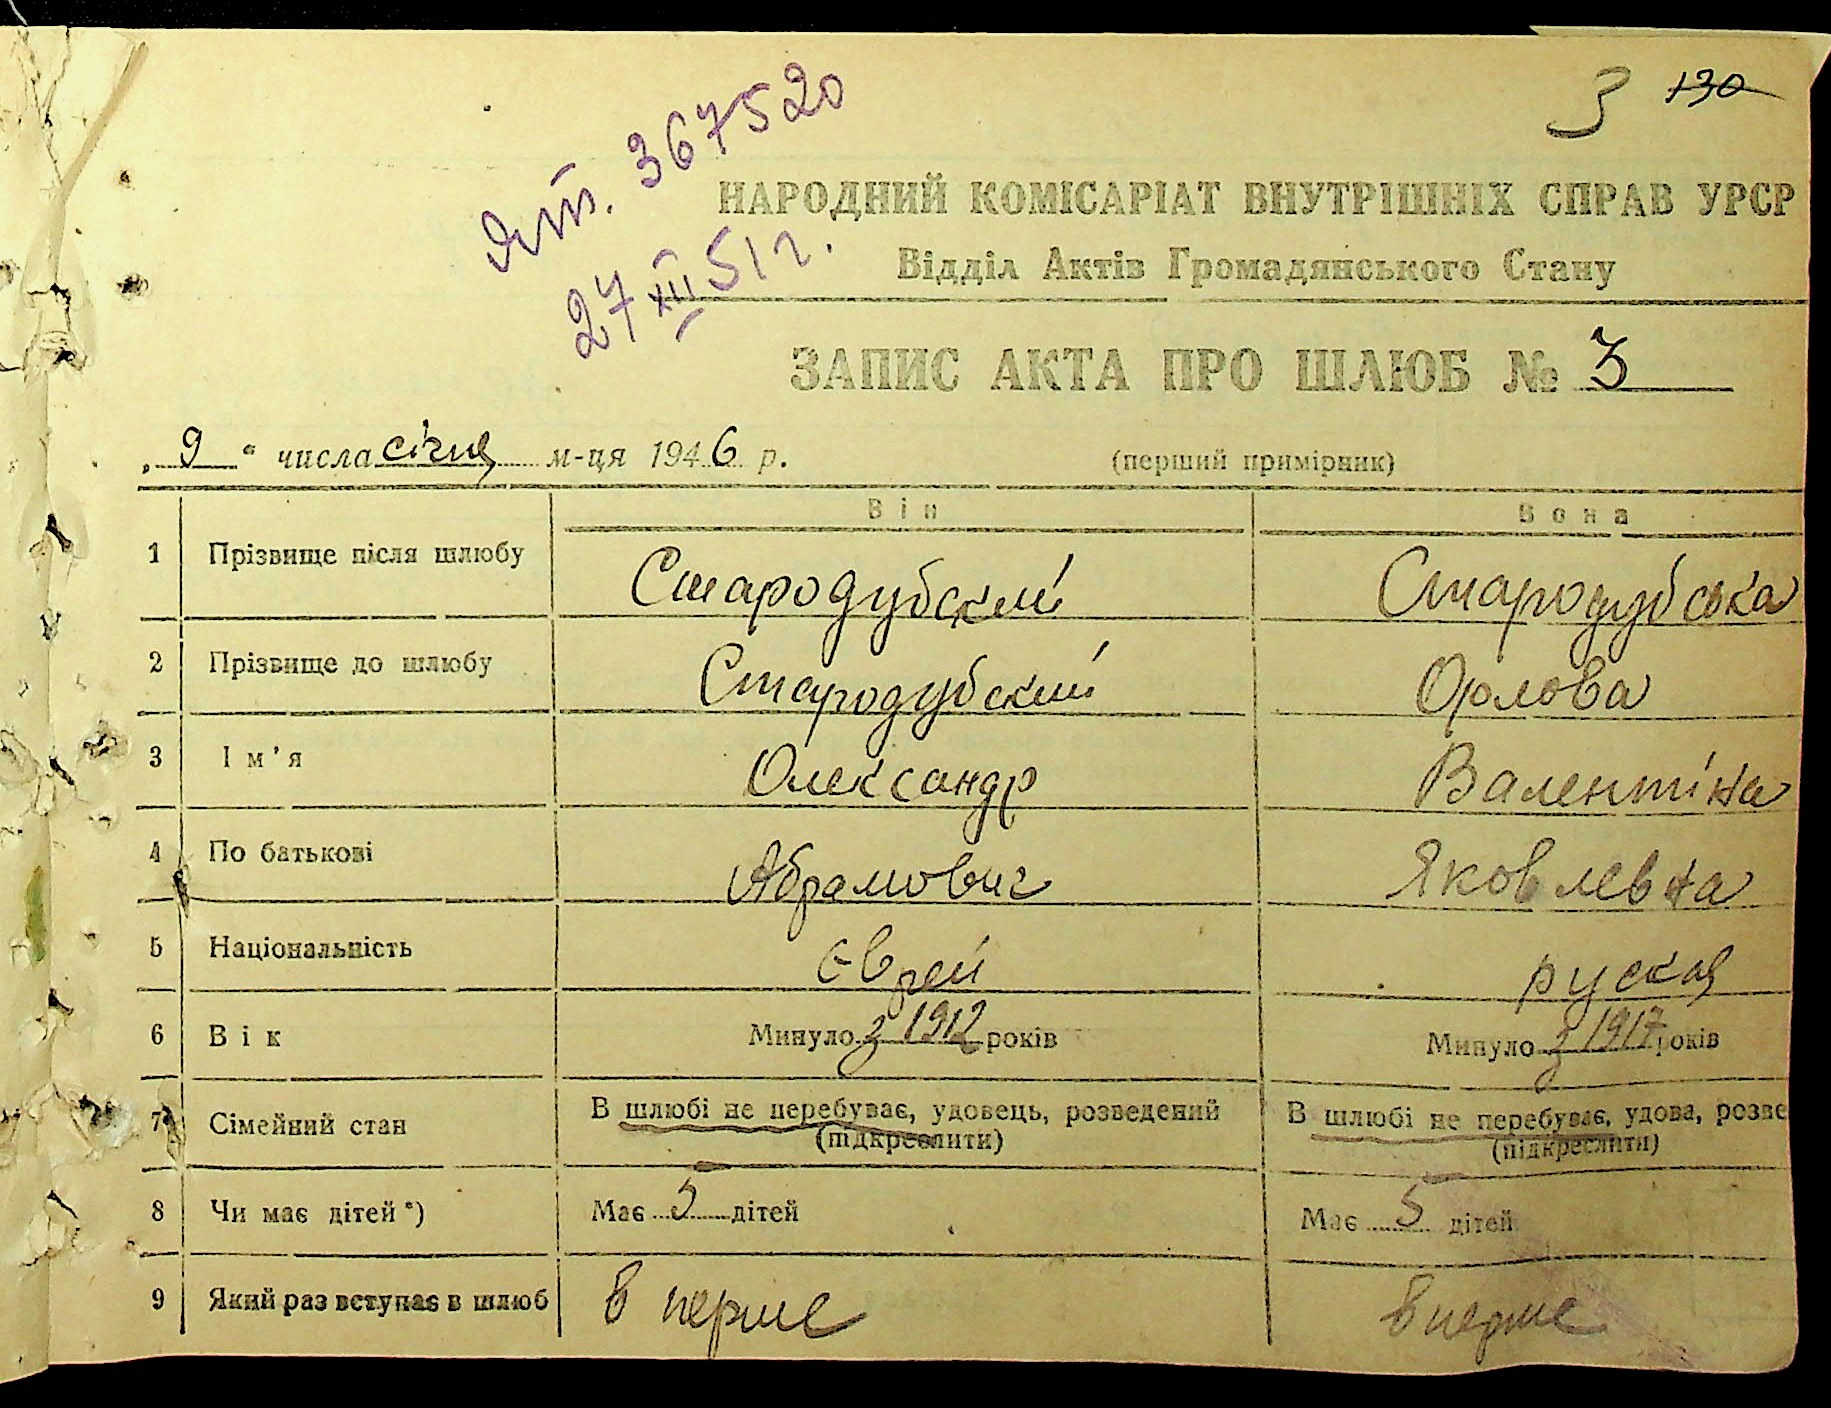 3 130
ЯТЛ. 367520
27 XII 51 г.
НАРОДНИЙ КОМІСАРІАТ ВНУТРІШНІХ СПРАВ УРСР
Відділ Актів Громадянського Стану
ЗАПИС АКТА ПРО ШЛЮБ № 3
„ 9 “ числа січня м-ця 1946 р. (перший примірник)
Він Вона
1 Прізвище після шлюбу Стародубский Стародубська
2 Прізвище до шлюбу Стародубский Орлова
3 Ім'я Олександр Валентіна
4 По батькові Абрамович Яковлевна
5 Національність єврей руская
6 Вік Минуло з 1912 років Минуло з 1917 років
7 Сімейний стан В шлюбі не перебуває, удовець, розведений В шлюбі не перебуває, удова, розве
(підкреслити) (підкреслити)
8 Чи має дітей*) Має 5 дітей Має 5 дітей
9 Який раз вступає в шлюб в перше в перше